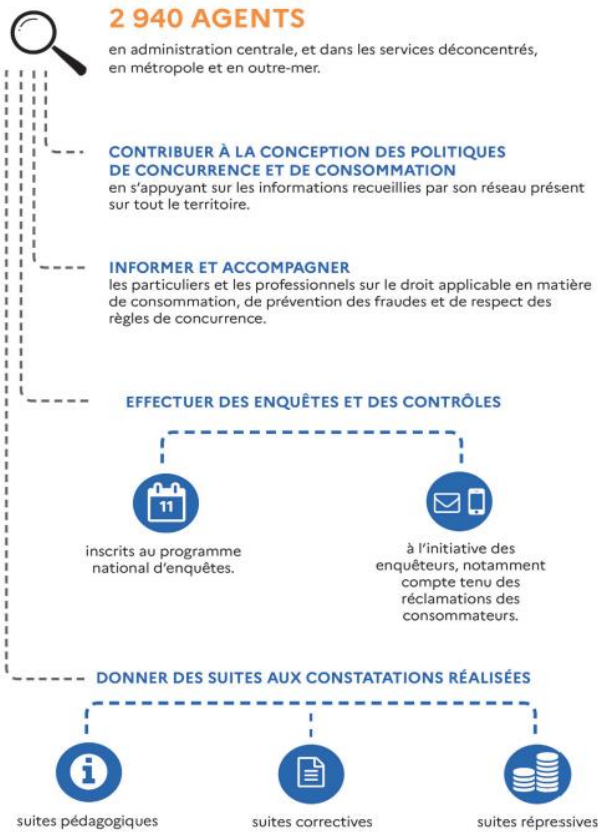 2 940 AGENTS
en administration centrale, et dans les services déconcentrés,
en métropole et en outre-mer.
CONTRIBUER À LA CONCEPTION DES POLITIQUES
DE CONCURRENCE ET DE CONSOMMATION
en s'appuyant sur les informations recueillies par son réseau présent
sur tout le territoire.
INFORMER ET ACCOMPAGNER
les particuliers et les professionnels sur le droit applicable en matière
de consommation, de prévention des fraudes et de respect des
règles de concurrence.
EFFECTUER DES ENQUÊTES ET DES CONTRÔLES
11
inscrits au programme
national d'enquêtes.
à l'initiative des
enquêteurs, notamment
compte tenu des
réclamations des
consommateurs.
DONNER DES SUITES AUX CONSTATATIONS RÉALISÉES
suites pédagogiques
suites correctives
suites répressives